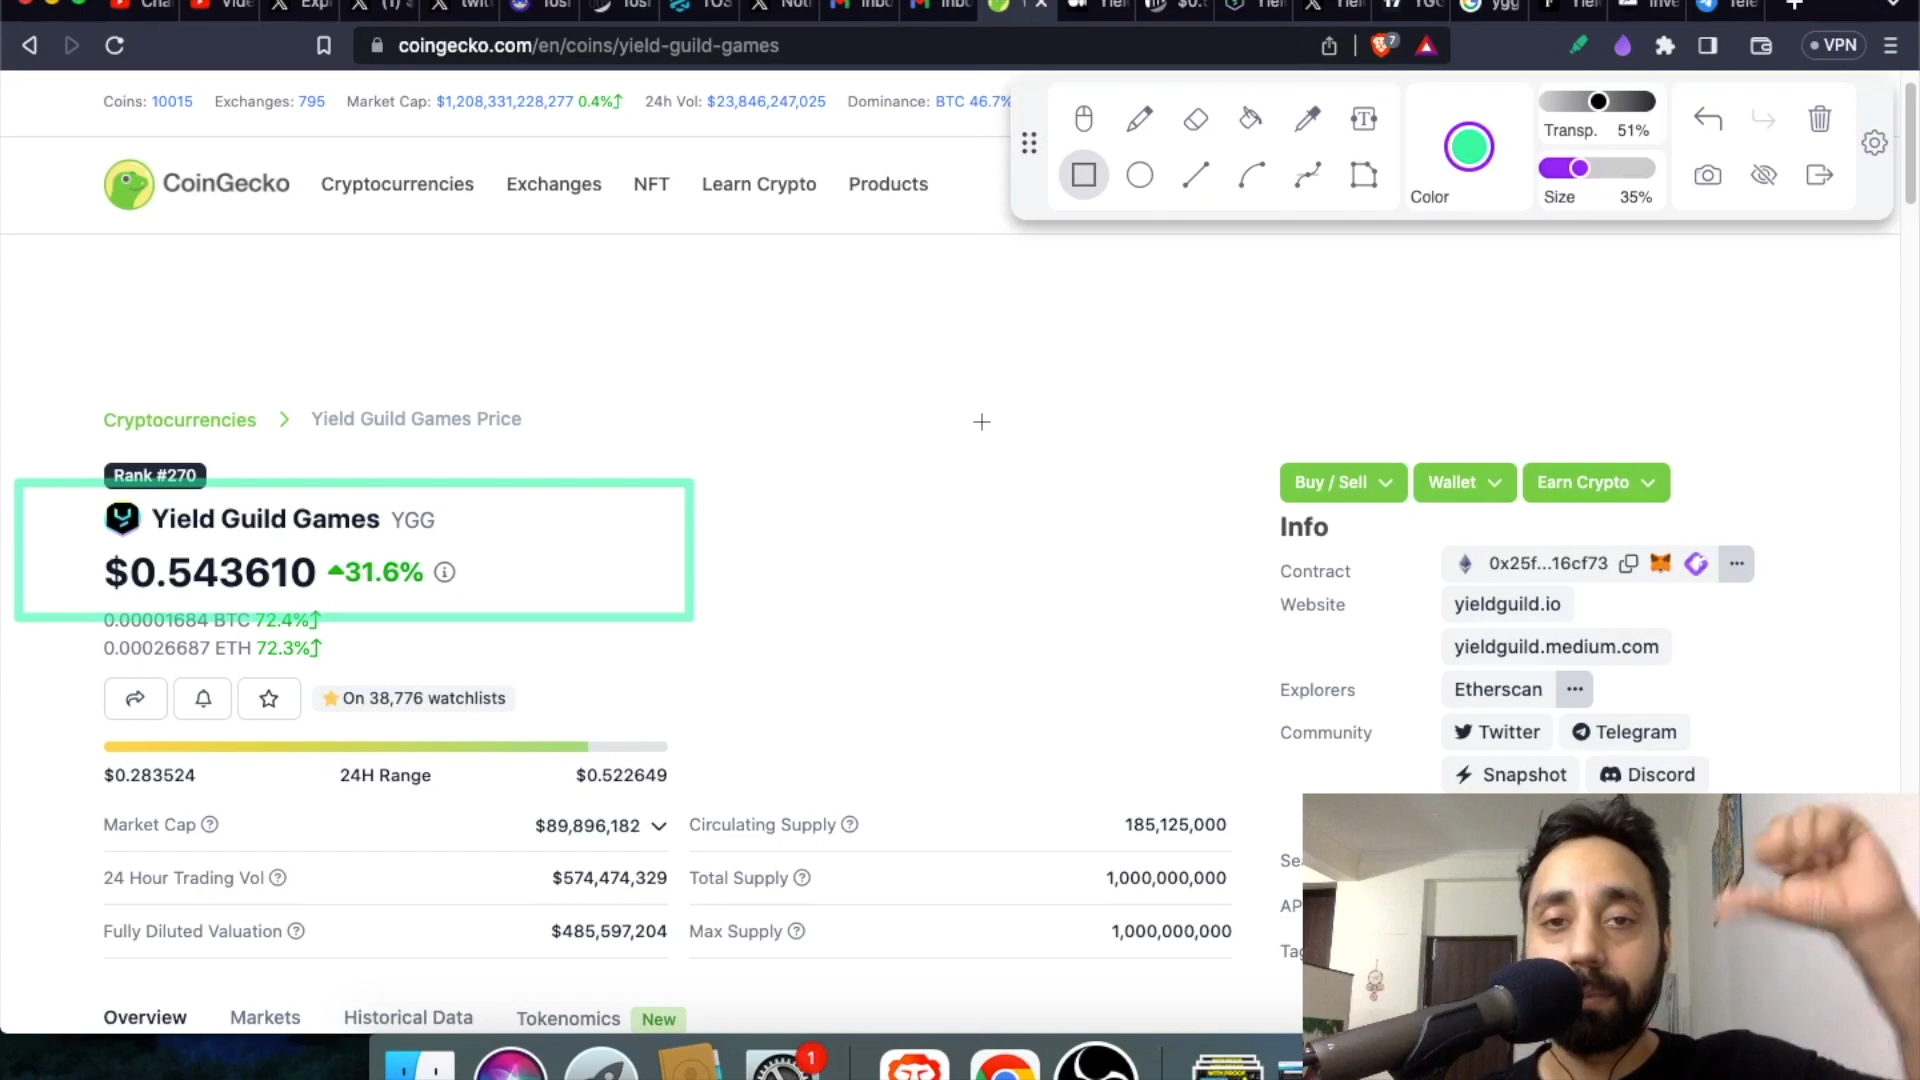 coingecko.com/en/coins/yield-guild-games
7
VPN
Coins: 10015 Exchanges: 795 Market Cap: $1,208,331,228,277 0.4% 24h Vol: $23,846,247,025 Dominance: BTC 46.7%
Transp. 51%
Color
Size 35%
CoinGecko Cryptocurrencies Exchanges NFT Learn Crypto Products
Cryptocurrencies > Yield Guild Games Price
Rank #270
Yield Guild Games YGG
$0.543610 31.6%
0.00001684 BTC 72.4%
0.00026687 ETH 72.3%
On 38,776 watchlists
$0.283524 24H Range $0.522649
Market Cap $89,896,182
Circulating Supply 185,125,000
24 Hour Trading Vol $574,474,329
Total Supply 1,000,000,000
Fully Diluted Valuation $485,597,204
Max Supply 1,000,000,000
Overview Markets Historical Data Tokenomics New
Buy / Sell Wallet Earn Crypto
Info
Contract 0x25f...16cf73
Website yieldguild.io
yieldguild.medium.com
Explorers Etherscan
Community Twitter Telegram
Snapshot Discord
1